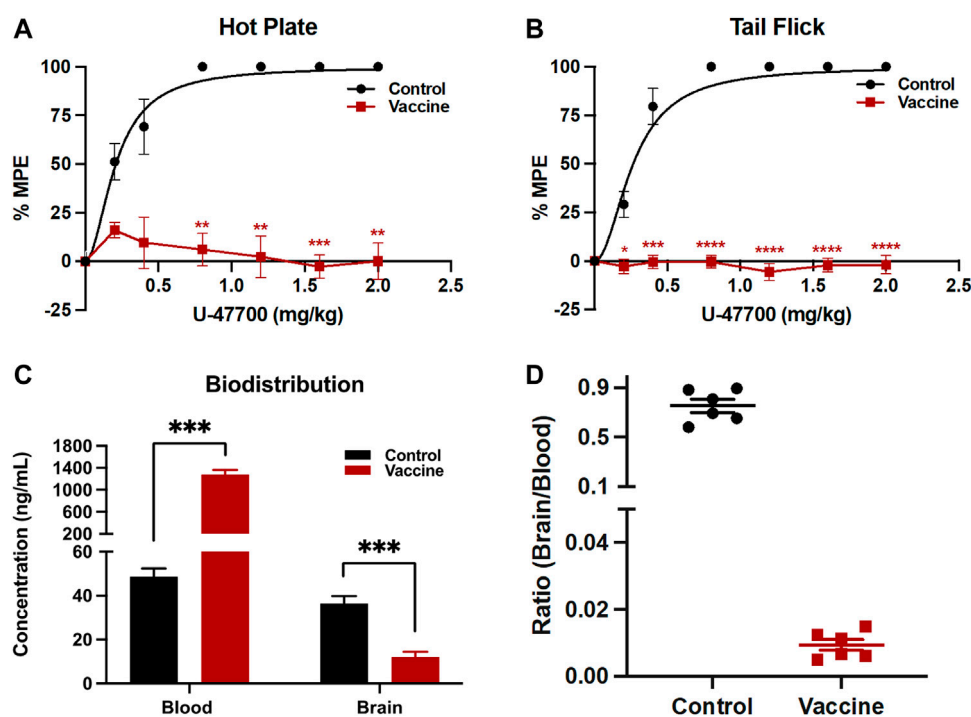 A
Hot Plate
100
75
50
25
0
-25
% MPE
Control
Vaccine
**
**
***
**
0.5
1.0
1.5
2.0
2.5
U-47700 (mg/kg)
B
Tail Flick
100
75
50
25
0
-25
% MPE
Control
Vaccine
*
***
****
****
****
****
0.5
1.0
1.5
2.0
2.5
U-47700 (mg/kg)
C
Biodistribution
Concentration (ng/mL)
1800
1400
1000
600
200
60
40
20
0
***
***
Control
Vaccine
Blood
Brain
D
Ratio (Brain/Blood)
0.9
0.5
0.1
0.04
0.02
0.00
Control
Vaccine